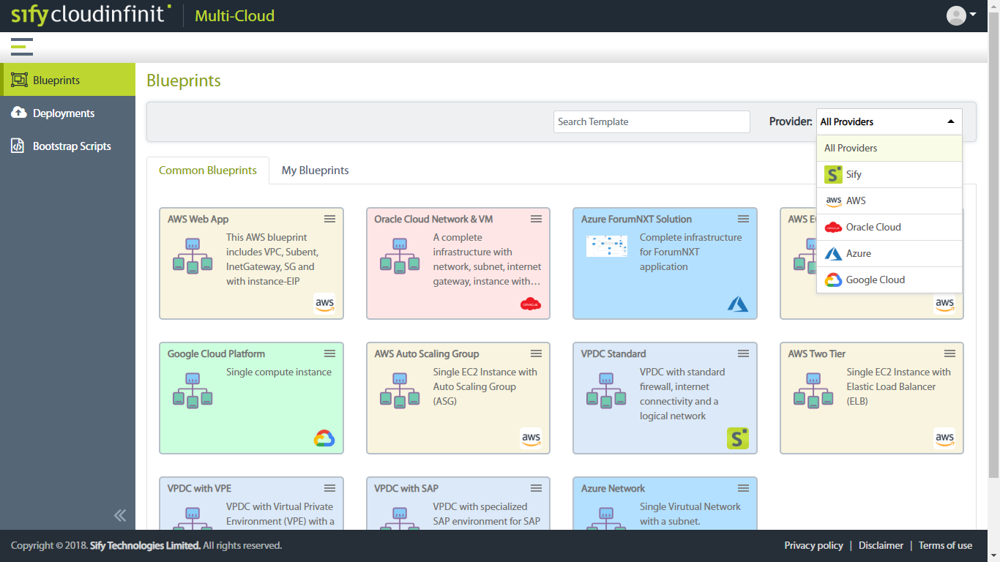 sify cloudinfinit
Multi-Cloud
Blueprints
Deployments
Bootstrap Scripts
Blueprints
Search Template
Provider:
All Providers
All Providers
Sify
aws AWS
Oracle Cloud
Azure
Google Cloud
Common Blueprints
My Blueprints
AWS Web App
This AWS blueprint
includes VPC, Subent,
InetGateway, SG and
with instance-EIP
aws
Oracle Cloud Network & VM
A complete
infrastructure with
network, subnet, internet
gateway, instance with...
ORACLE
Azure ForumNXT Solution
Complete infrastructure
for ForumNXT
application
AWS
aws
Google Cloud Platform
Single compute instance
AWS Auto Scaling Group
Single EC2 Instance with
Auto Scaling Group
(ASG)
aws
VPDC Standard
VPDC with standard
firewall, internet
connectivity and a
logical network
S
AWS Two Tier
Single EC2 Instance with
Elastic Load Balancer
(ELB)
aws
VPDC with VPE
VPDC with Virtual Private
Environment (VPE) with a
VPDC with SAP
VPDC with specialized
SAP environment for SAP
Azure Network
Single Virutual Network
with a subnet.
Copyright © 2018. Sify Technologies Limited. All rights reserved.
Privacy policy | Disclaimer | Terms of use